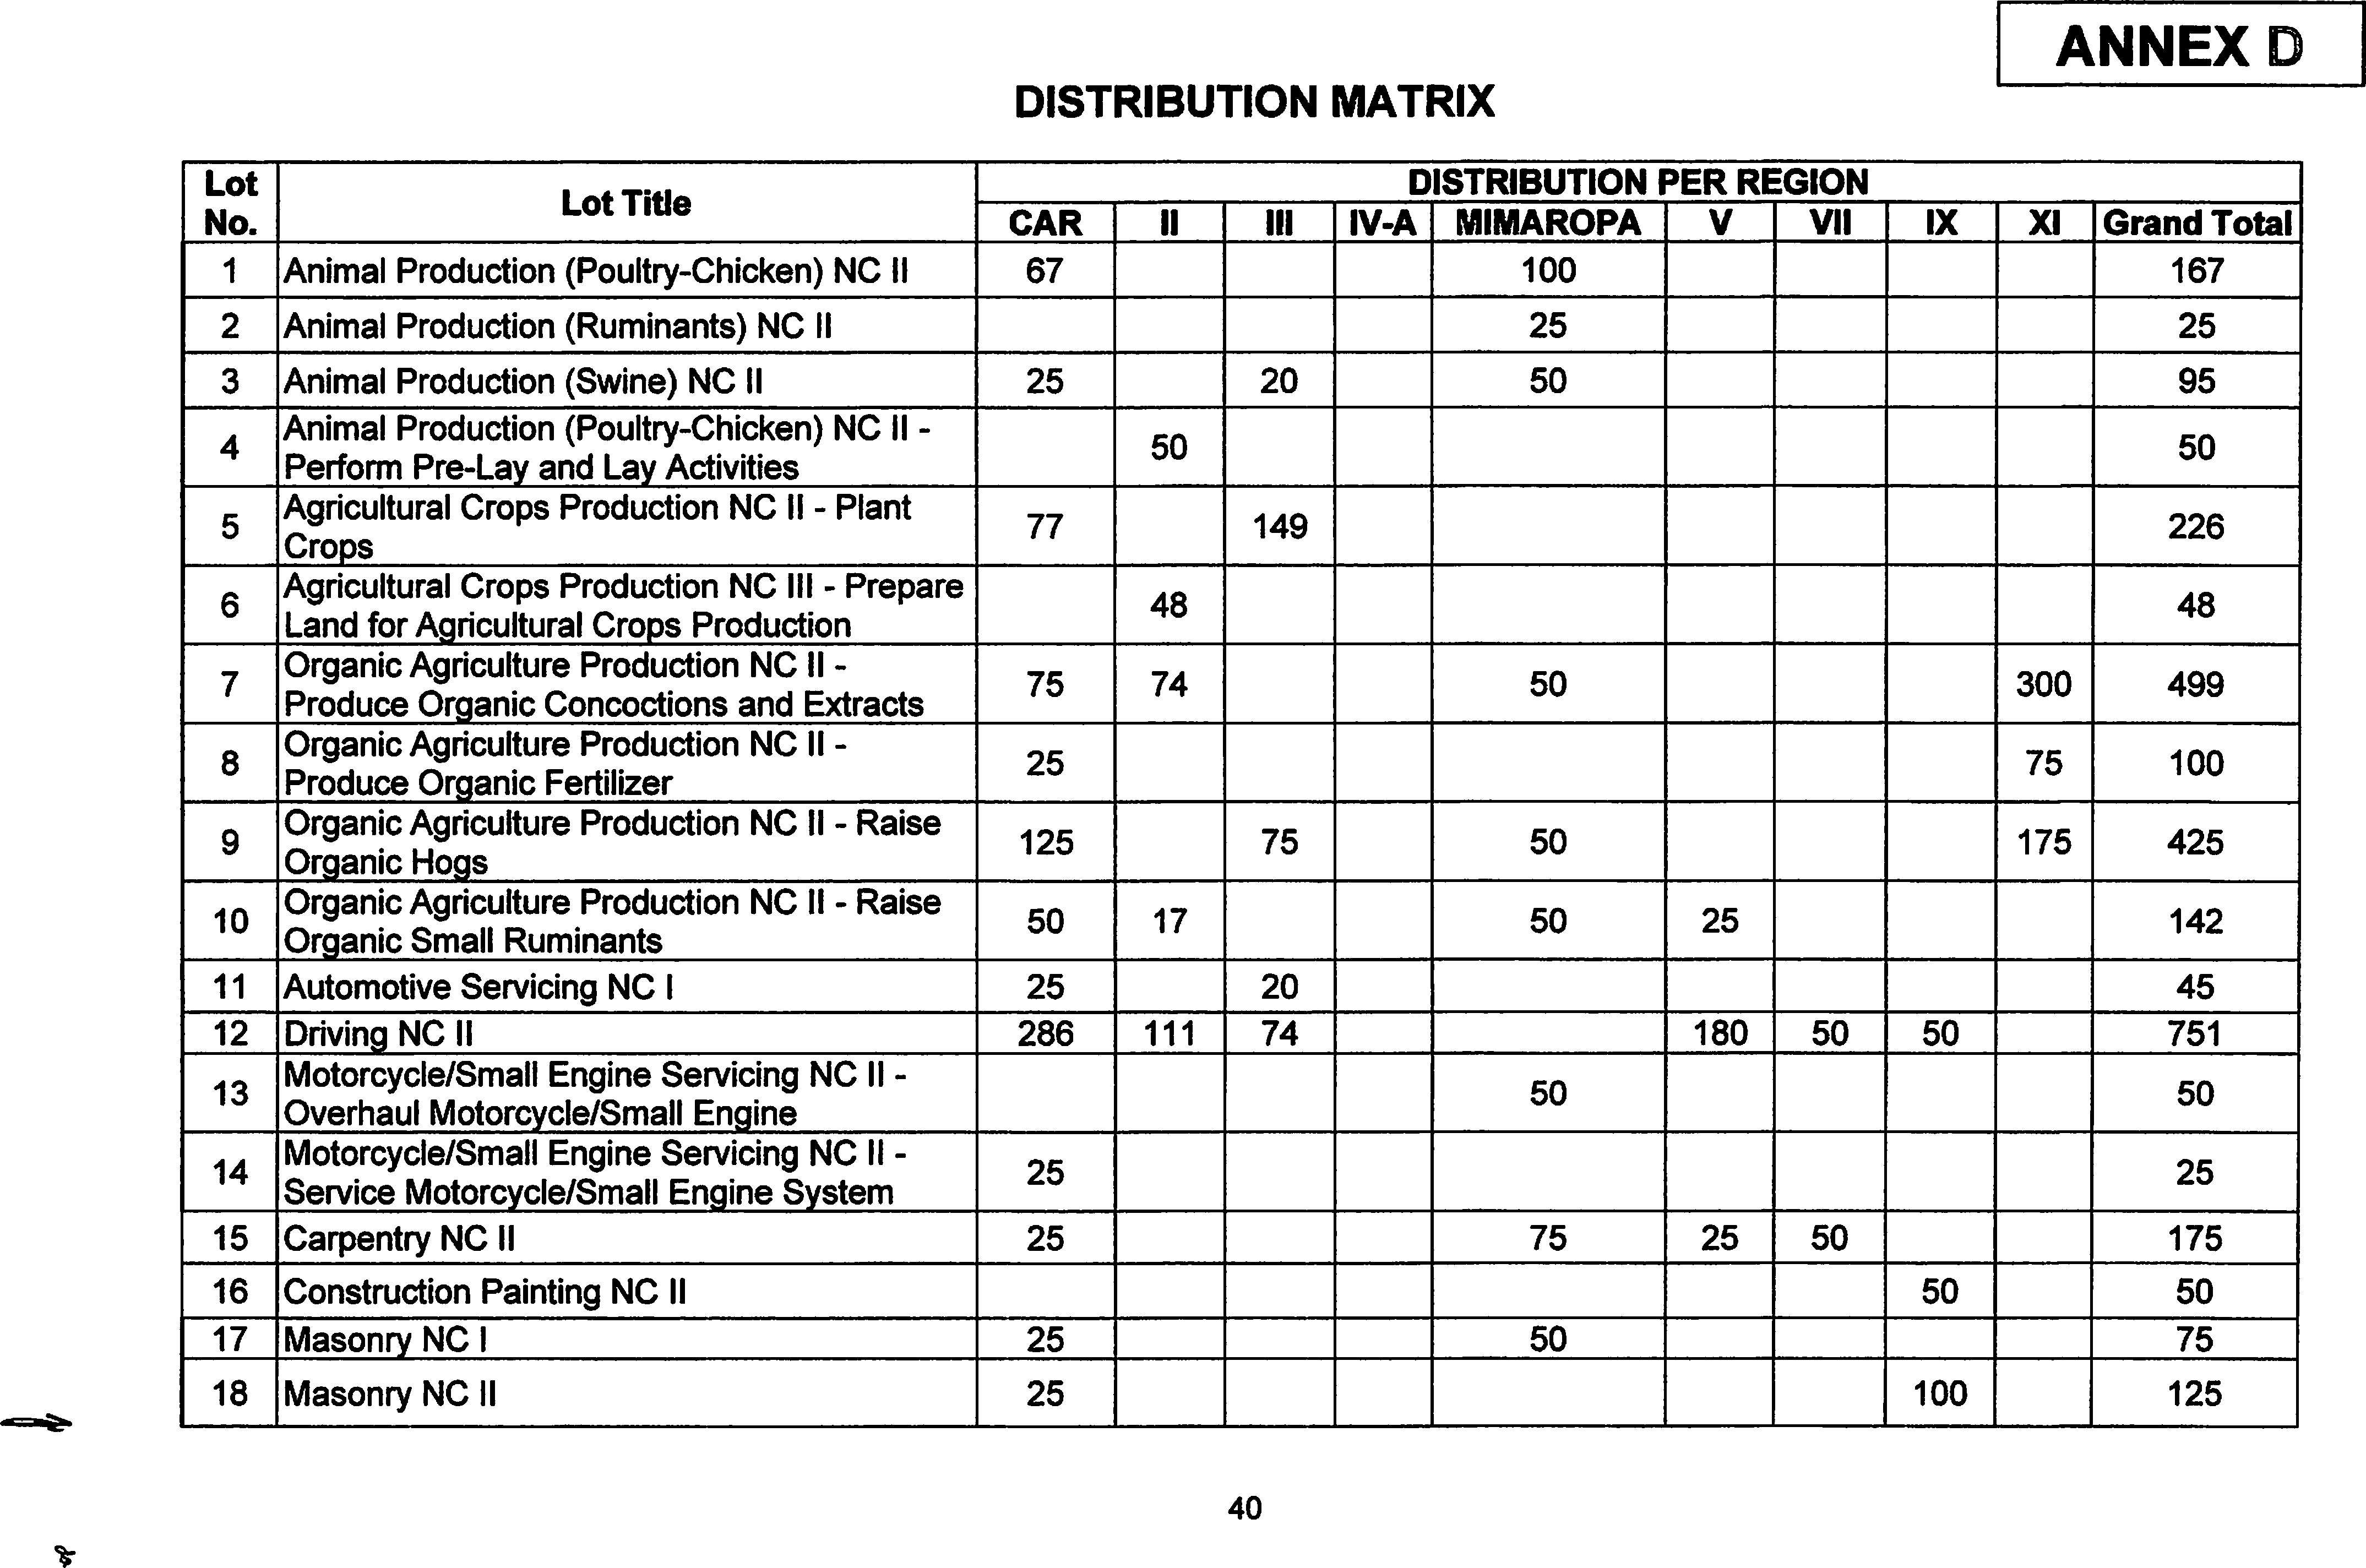 ANNEX D
DISTRIBUTION MATRIX
Lot No. Lot Title DISTRIBUTION PER REGION
CAR II III IV-A MIMAROPA V VII IX XI Grand Total
1 Animal Production (Poultry-Chicken) NC II 67 100 167
2 Animal Production (Ruminants) NC II 25 25
3 Animal Production (Swine) NC II 25 20 50 95
4 Animal Production (Poultry-Chicken) NC II -
Perform Pre-Lay and Lay Activities 50 50
5 Agricultural Crops Production NC II - Plant
Crops 77 149 226
6 Agricultural Crops Production NC III - Prepare
Land for Agricultural Crops Production 48 48
7 Organic Agriculture Production NC II -
Produce Organic Concoctions and Extracts 75 74 50 300 499
8 Organic Agriculture Production NC II -
Produce Organic Fertilizer 25 75 100
9 Organic Agriculture Production NC II - Raise
Organic Hogs 125 75 50 175 425
10 Organic Agriculture Production NC II - Raise
Organic Small Ruminants 50 17 50 25 142
11 Automotive Servicing NC I 25 20 45
12 Driving NC II 286 111 74 180 50 50 751
13 Motorcycle/Small Engine Servicing NC II -
Overhaul Motorcycle/Small Engine 50 50
14 Motorcycle/Small Engine Servicing NC II -
Service Motorcycle/Small Engine System 25 25
15 Carpentry NC II 25 75 25 50 175
16 Construction Painting NC II 50 50
17 Masonry NC I 25 50 75
18 Masonry NC II 25 100 125
40